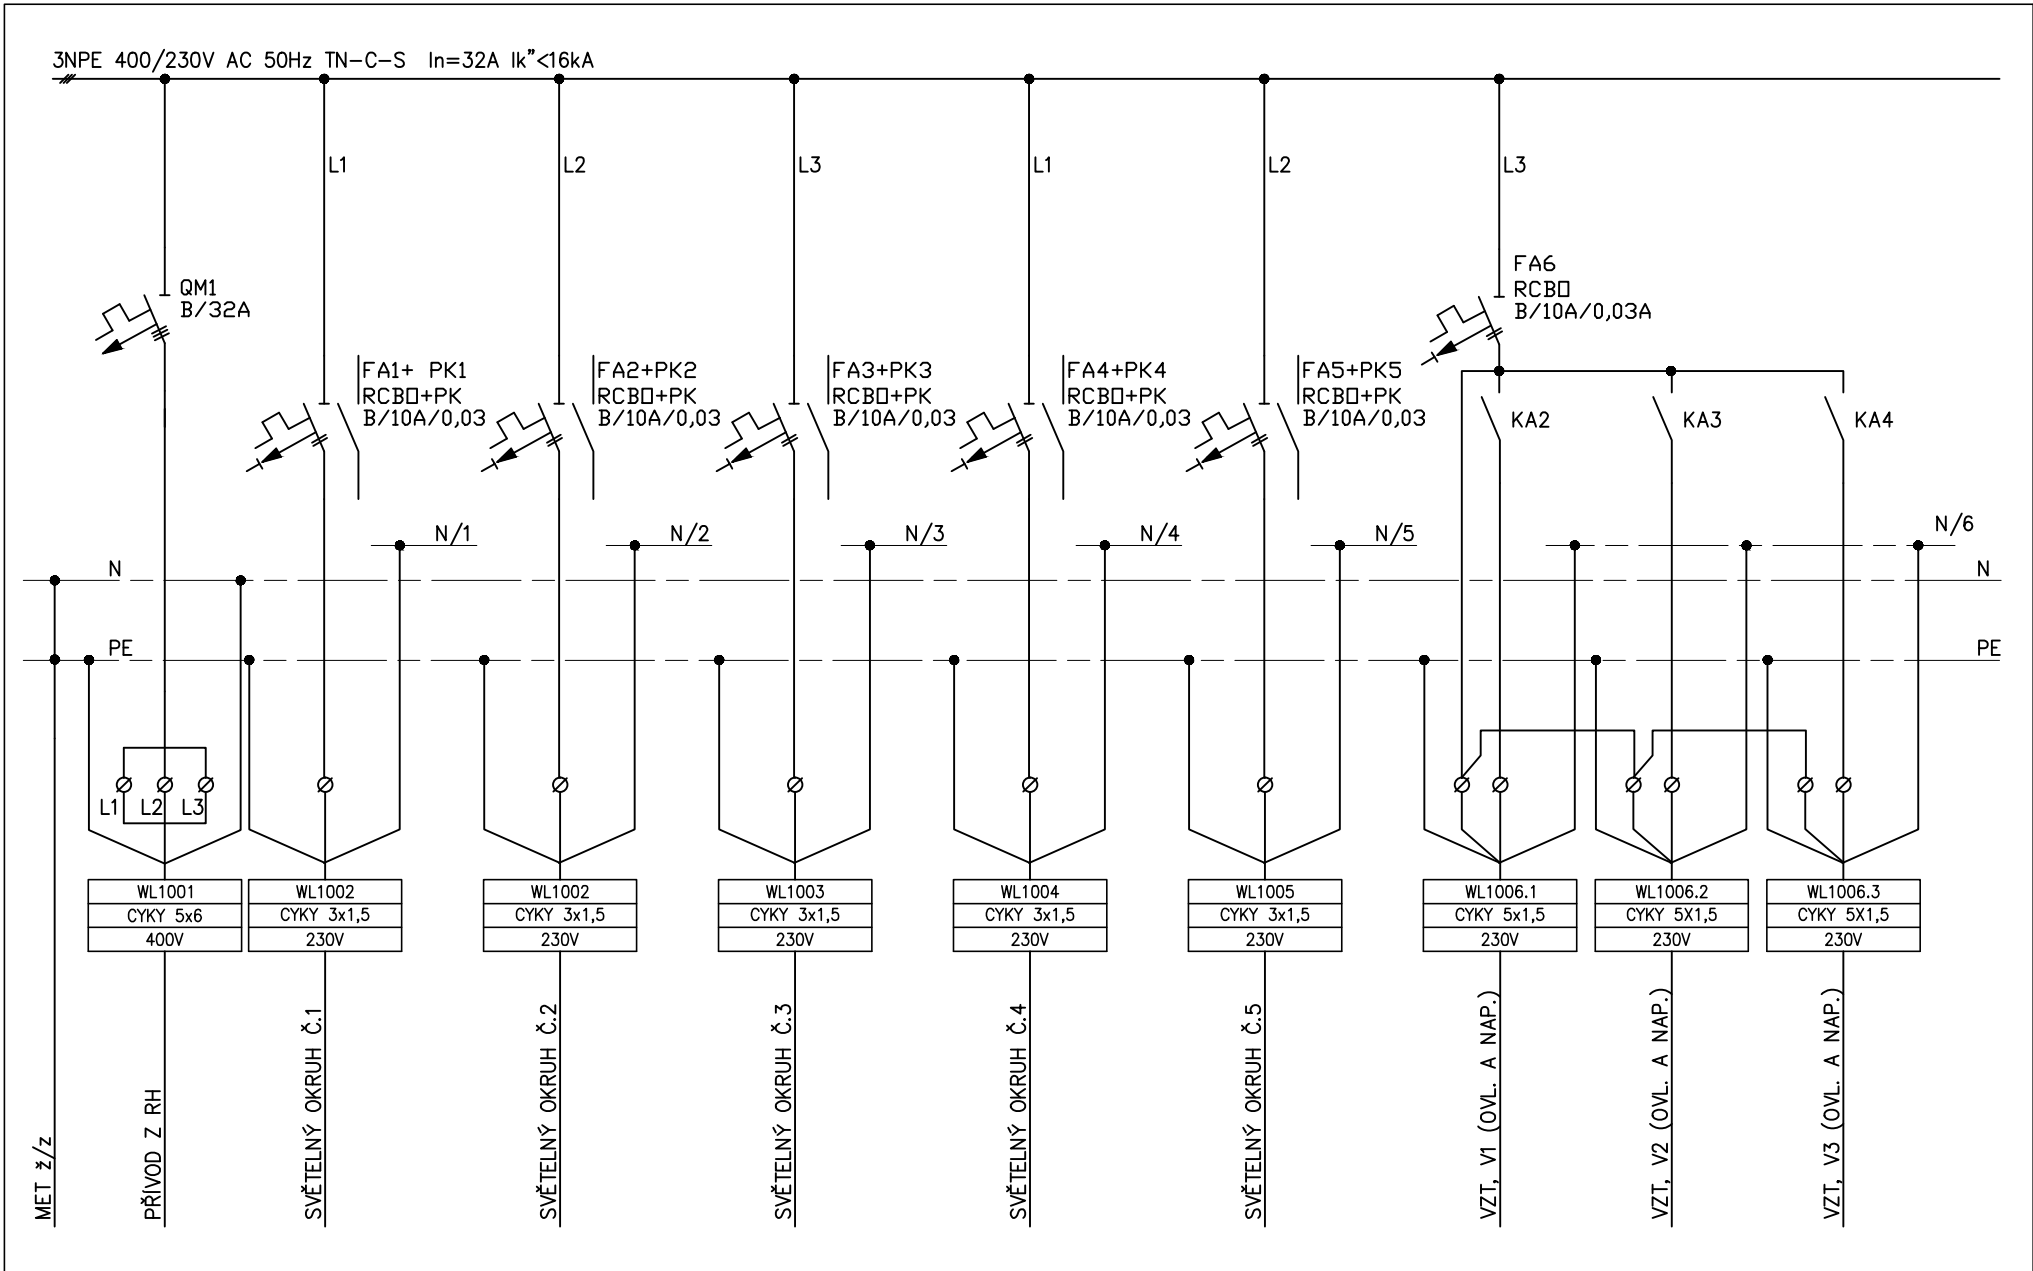 3NPE 400/230V AC 50Hz TN-C-S In=32A Ik"<16kA
L1
L2
L3
L1
L2
L3
QM1
B/32A
FA6
RCBO
B/10A/0,03A
FA1+ PK1
RCBO+PK
B/10A/0,03
FA2+PK2
RCBO+PK
B/10A/0,03
FA3+PK3
RCBO+PK
B/10A/0,03
FA4+PK4
RCBO+PK
B/10A/0,03
FA5+PK5
RCBO+PK
B/10A/0,03
KA2
KA3
KA4
N/1
N/2
N/3
N/4
N/5
N/6
N
N
PE
PE
L1
L2
L3
WL1001
CYKY 5x6
400V
WL1002
CYKY 3x1,5
230V
WL1002
CYKY 3x1,5
230V
WL1003
CYKY 3x1,5
230V
WL1004
CYKY 3x1,5
230V
WL1005
CYKY 3x1,5
230V
WL1006.1
CYKY 5x1,5
230V
WL1006.2
CYKY 5X1,5
230V
WL1006.3
CYKY 5X1,5
230V
MET ž/z
PŘÍVOD Z RH
SVĚTELNÝ OKRUH Č.1
SVĚTELNÝ OKRUH Č.2
SVĚTELNÝ OKRUH Č.3
SVĚTELNÝ OKRUH Č.4
SVĚTELNÝ OKRUH Č.5
VZT, V1 (OVL. A NAP.)
VZT, V2 (OVL. A NAP.)
VZT, V3 (OVL. A NAP.)